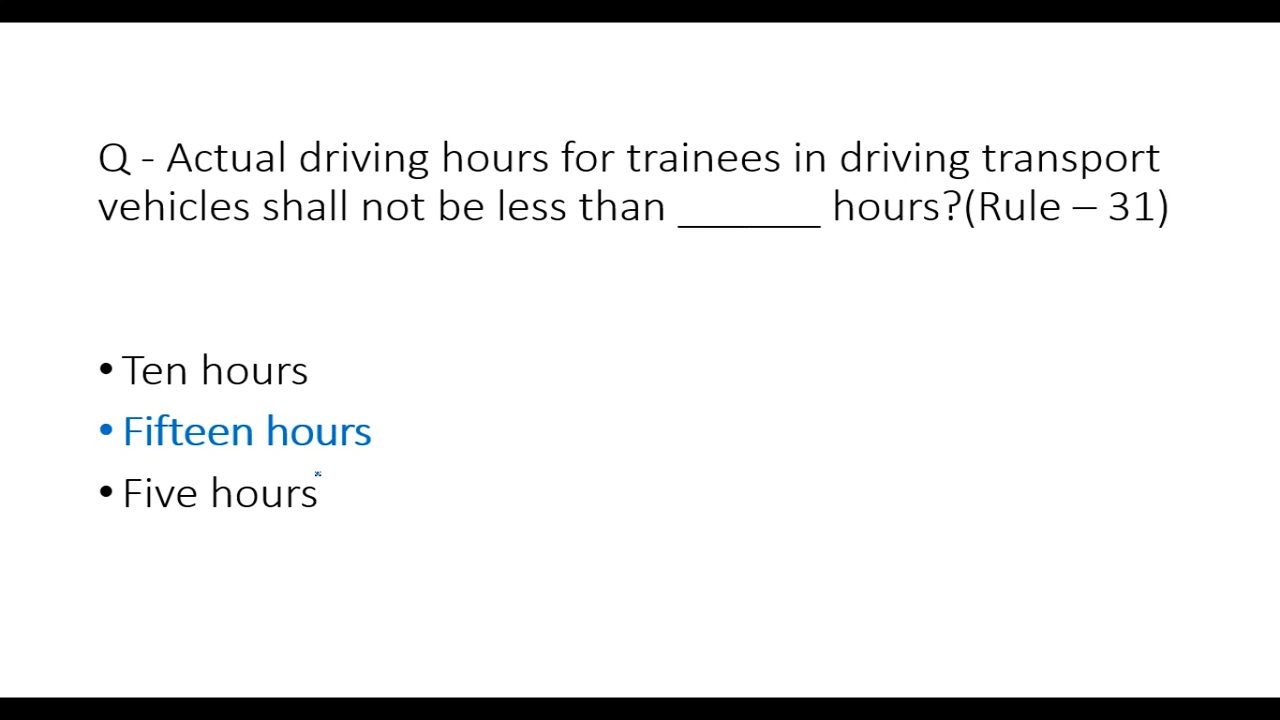 Q - Actual driving hours for trainees in driving transport
vehicles shall not be less than ______ hours?(Rule – 31)
• Ten hours
• Fifteen hours
• Five hours